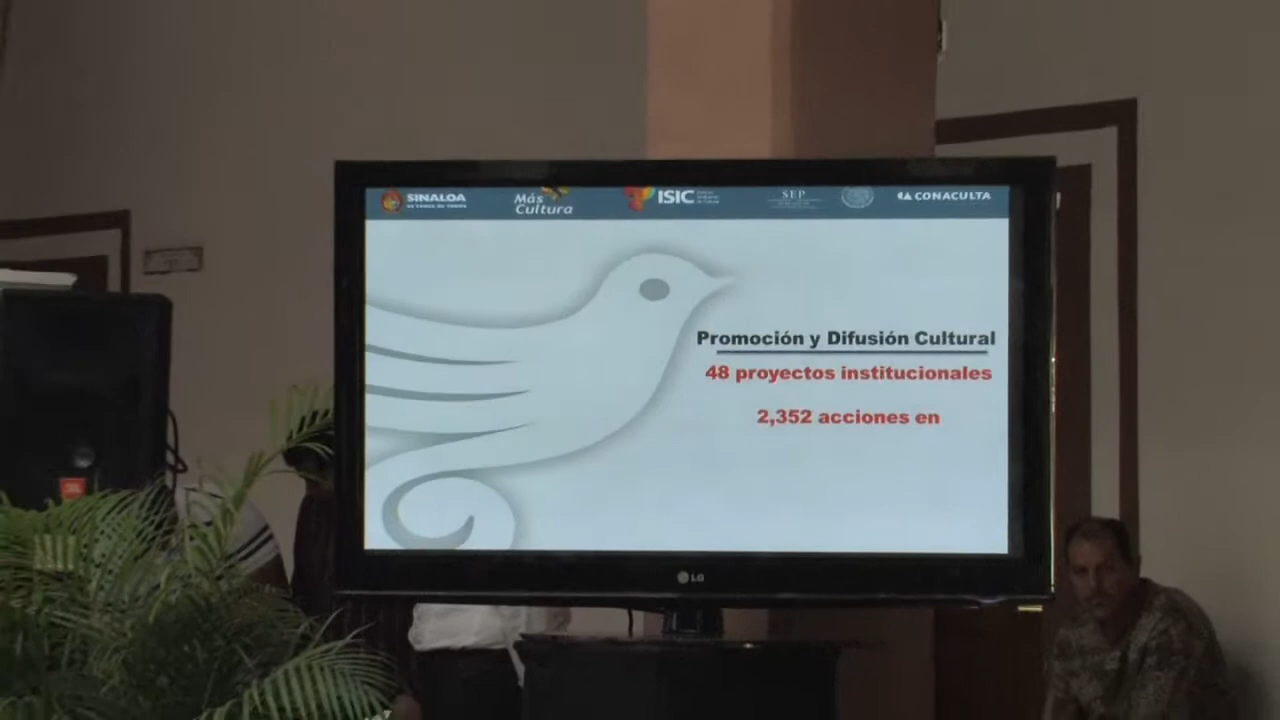 SINALOA
Más
Cultura
ISIC
SEP
CONACULTA
Promoción y Difusión Cultural
48 proyectos institucionales
2,352 acciones en
LG